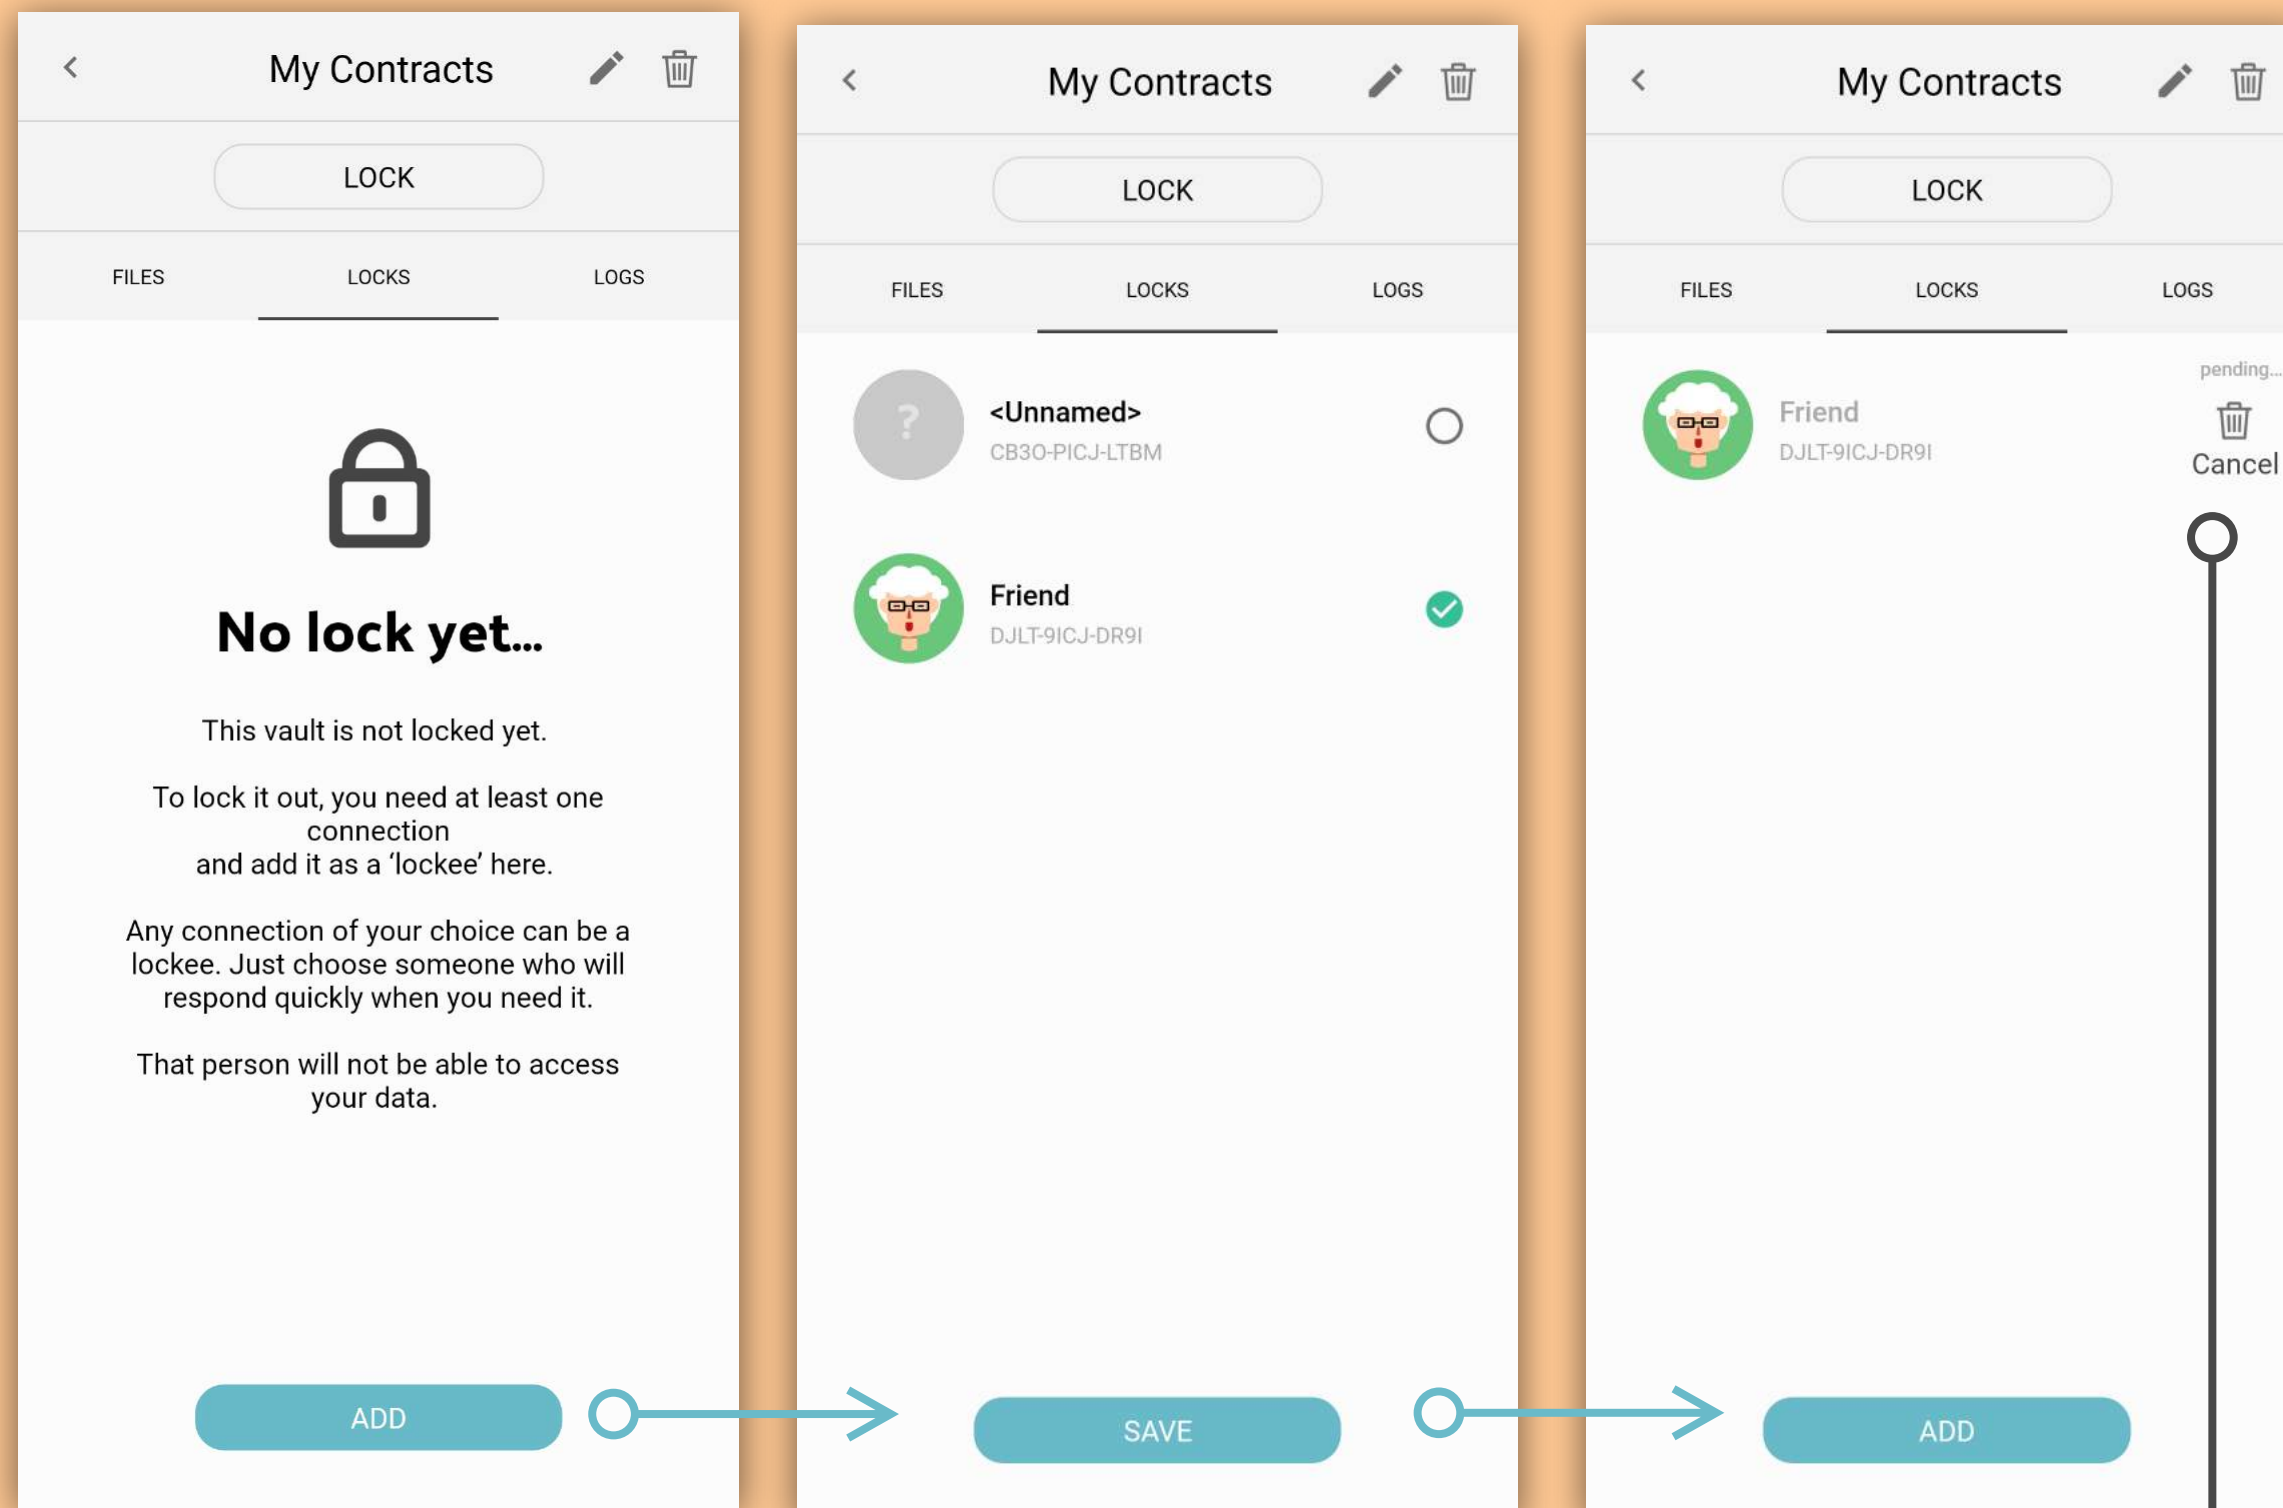 My Contracts
LOCK
FILES LOCKS LOGS
No lock yet...
This vault is not locked yet.
To lock it out, you need at least one
connection
and add it as a ‘lockee’ here.
Any connection of your choice can be a
lockee. Just choose someone who will
respond quickly when you need it.
That person will not be able to access
your data.
ADD
My Contracts
LOCK
FILES LOCKS LOGS
?
<Unnamed>
CB3O-PICJ-LTBM
Friend
DJLT-9ICJ-DR9I
SAVE
My Contracts
LOCK
FILES LOCKS LOGS
pending...
Friend
DJLT-9ICJ-DR9I
Cancel
ADD